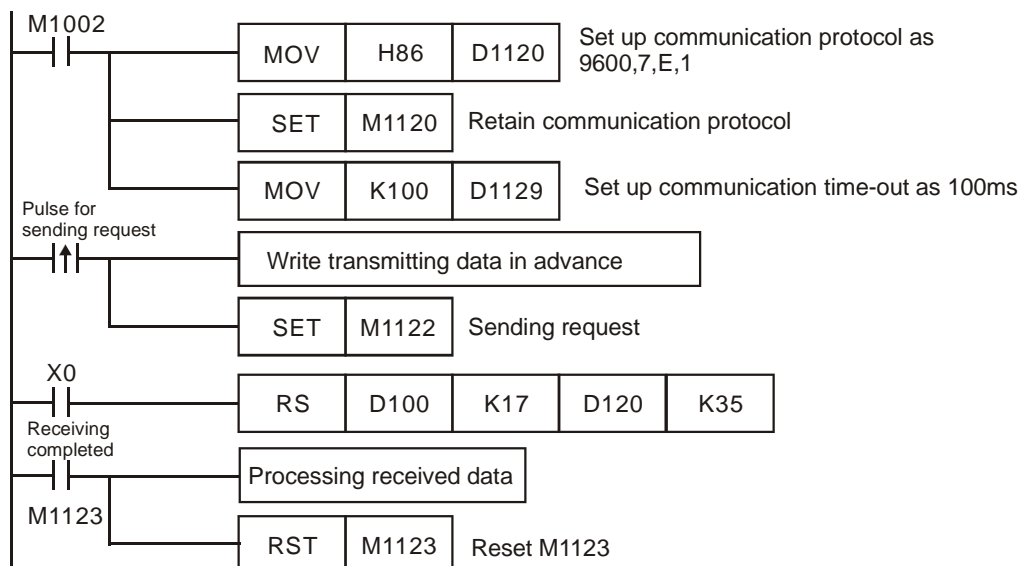 M1002
MOV H86 D1120 Set up communication protocol as
9600,7,E,1
SET M1120 Retain communication protocol
MOV K100 D1129 Set up communication time-out as 100ms
Pulse for
sending request
Write transmitting data in advance
SET M1122 Sending request
X0
RS D100 K17 D120 K35
Receiving
completed
Processing received data
M1123
RST M1123 Reset M1123